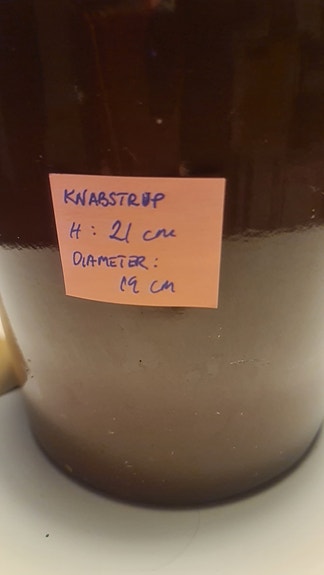 KNABSTRUP
H : 21 cm
DIAMETER :
19 cm